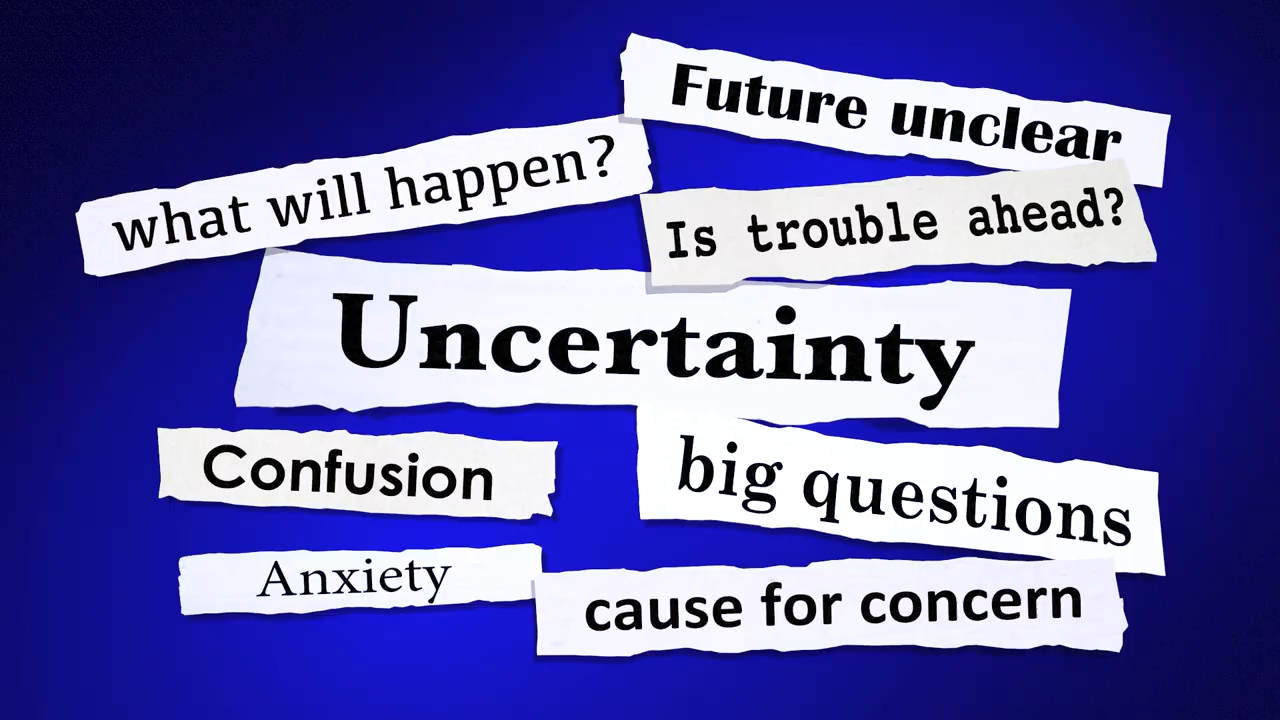 Future unclear
what will happen?
Is trouble ahead?
Uncertainty
Confusion
big questions
Anxiety
cause for concern